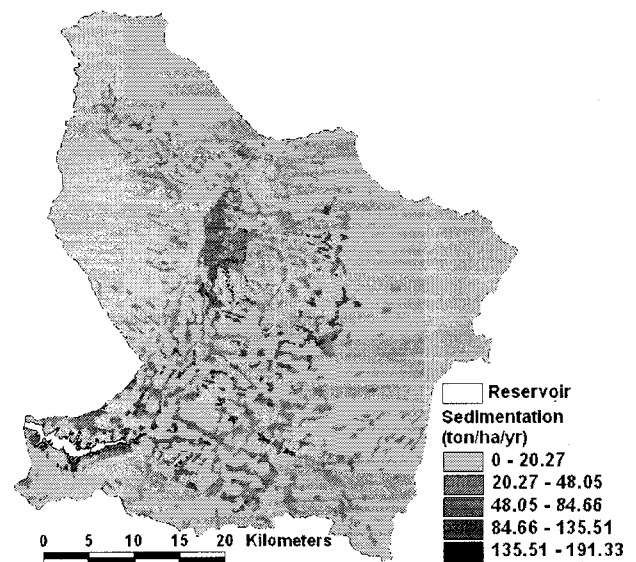 Reservoir
Sedimentation
(ton/ha/yr)
0 - 20.27
20.27 - 48.05
48.05 - 84.66
84.66 - 135.51
135.51 - 191.33
0 5 10 15 20 Kilometers